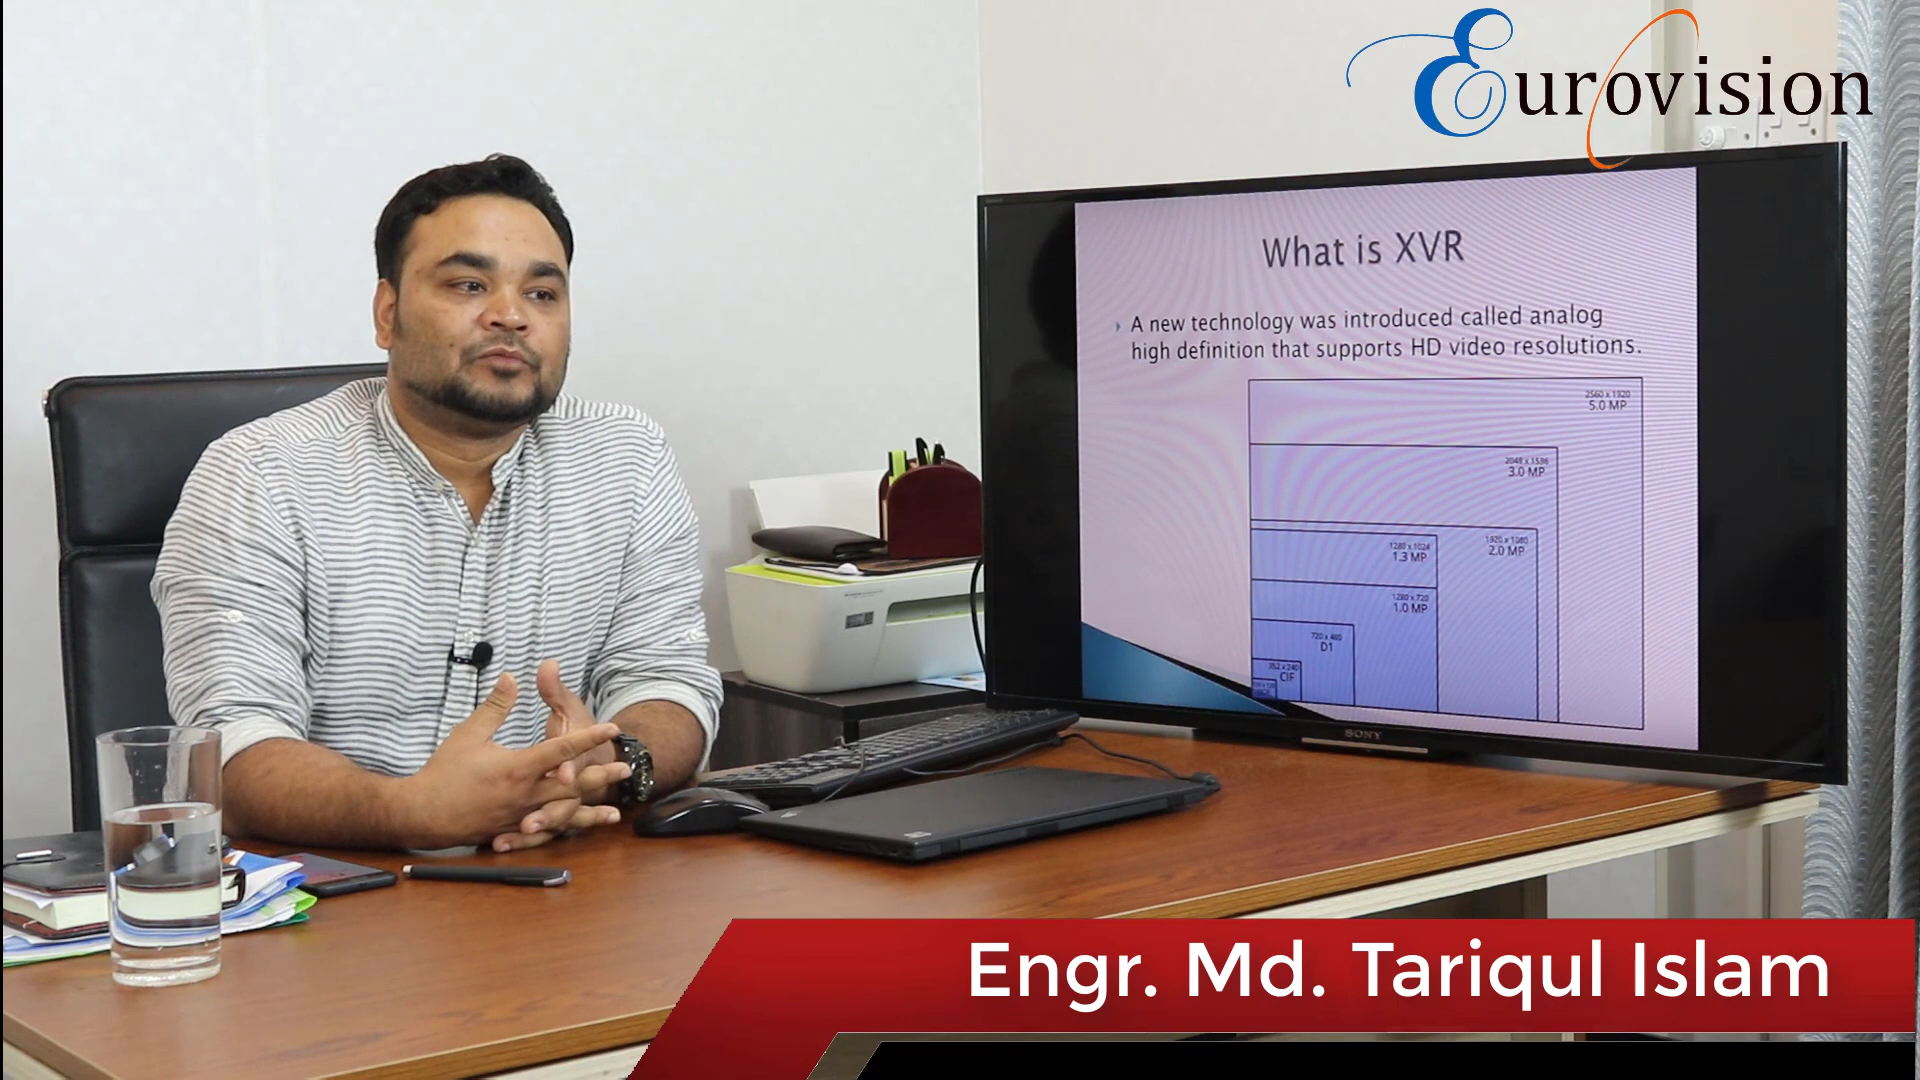 Eurovision
What is XVR
A new technology was introduced called analog
high definition that supports HD video resolutions.
2560 x 1920
5.0 MP
2048 x 1536
3.0 MP
1280 x 1024
1.3 MP
1920 x 1080
2.0 MP
1280 x 720
1.0 MP
720 x 480
D1
352 x 240
CIF
SONY
Engr. Md. Tariqul Islam